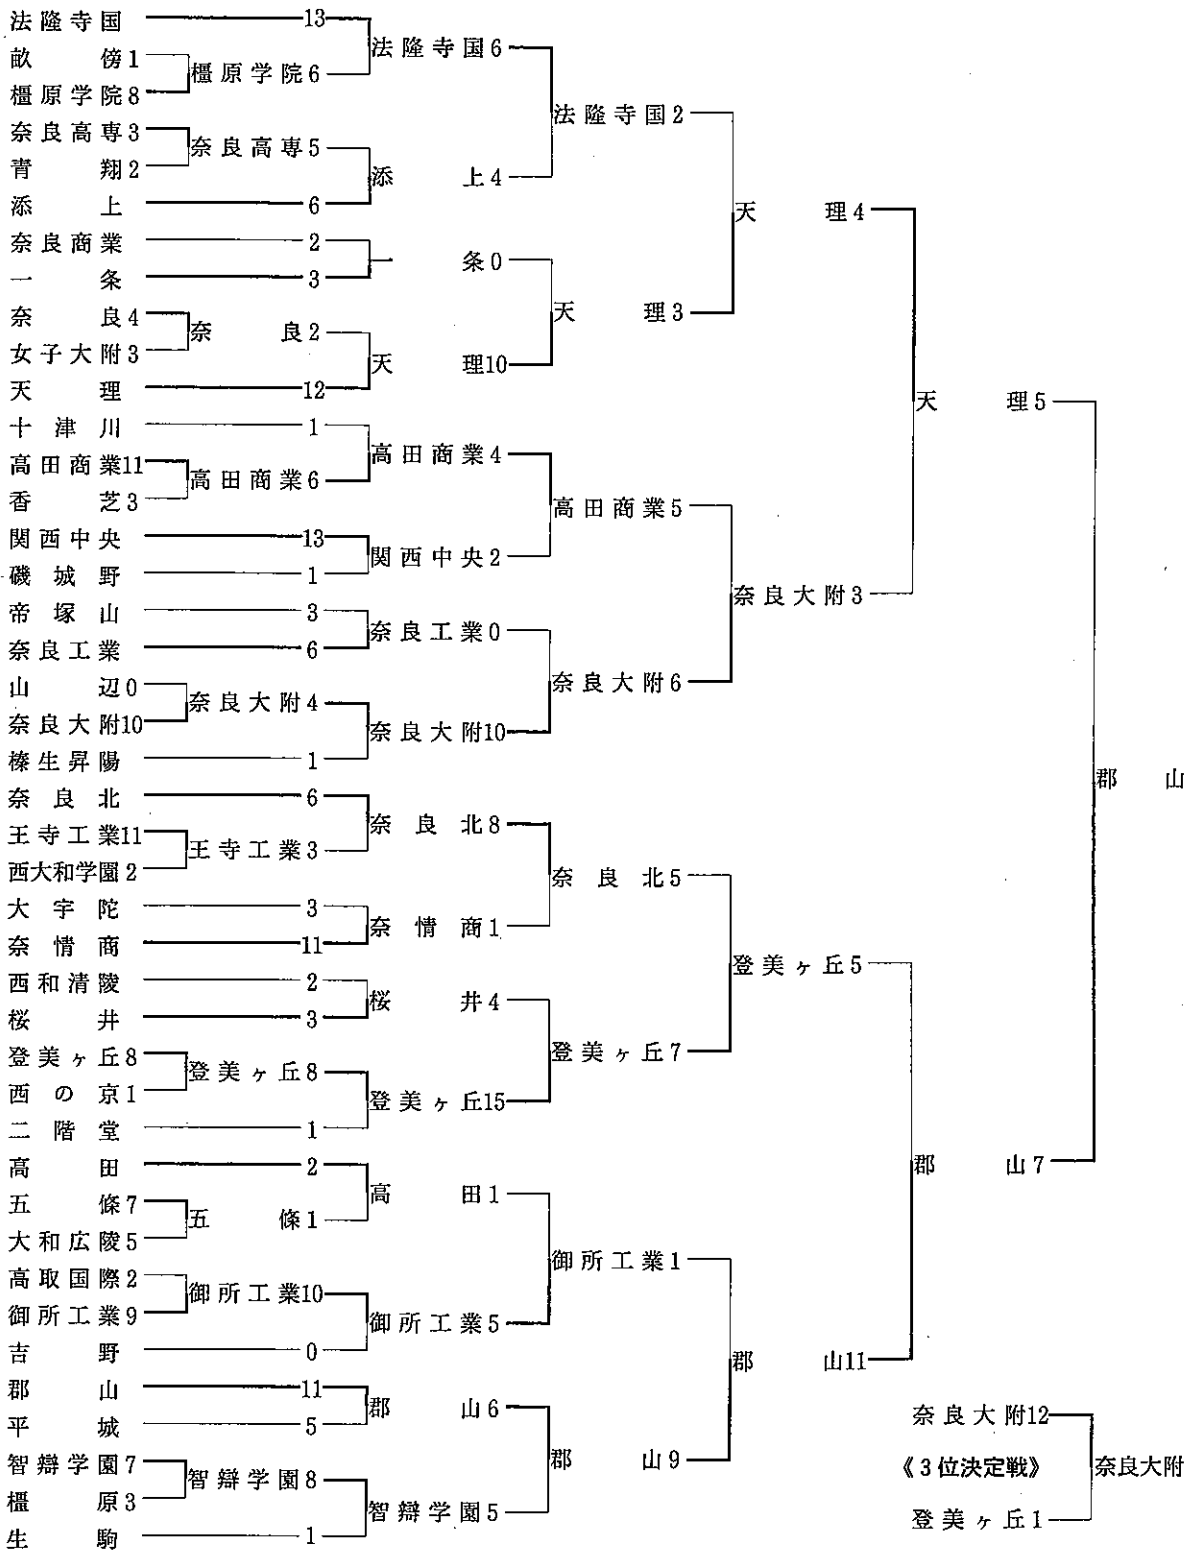 法隆寺国 13
畝傍1
橿原学院8
奈良高専3
青翔2
添上 6
奈良商業 2
一条 3
奈良4
女子大附3
天理 12
十津川 1
高田商業11
香芝3
関西中央 13
磯城野 1
帝塚山 3
奈良工業 6
山辺0
奈良大附10
榛生昇陽 1
奈良北 6
王寺工業11
西大和学園2
大宇陀 3
奈情商 11
西和清陵 2
桜井 3
登美ヶ丘8
西の京1
二階堂 1
高田 2
五條7
大和広陵5
高取国際2
御所工業9
吉野 0
郡山 11
平城 5
智辯学園7
橿原3
生駒 1
橿原学院6
奈良高専5
奈良2
高田商業6
奈良大附4
王寺工業3
登美ヶ丘8
五條1
御所工業10
智辯学園8
法隆寺国6
添上4
一条0
天理10
高田商業4
関西中央2
奈良工業0
奈良大附10
奈良北8
奈情商1
桜井4
登美ヶ丘15
高田1
御所工業5
郡山6
智辯学園5
法隆寺国2
天理3
高田商業5
奈良大附6
奈良北5
登美ヶ丘7
御所工業1
郡山9
天理4
奈良大附3
登美ヶ丘5
郡山11
天理5
郡山7
郡山
奈良大附12
《3位決定戦》
奈良大附
登美ヶ丘1